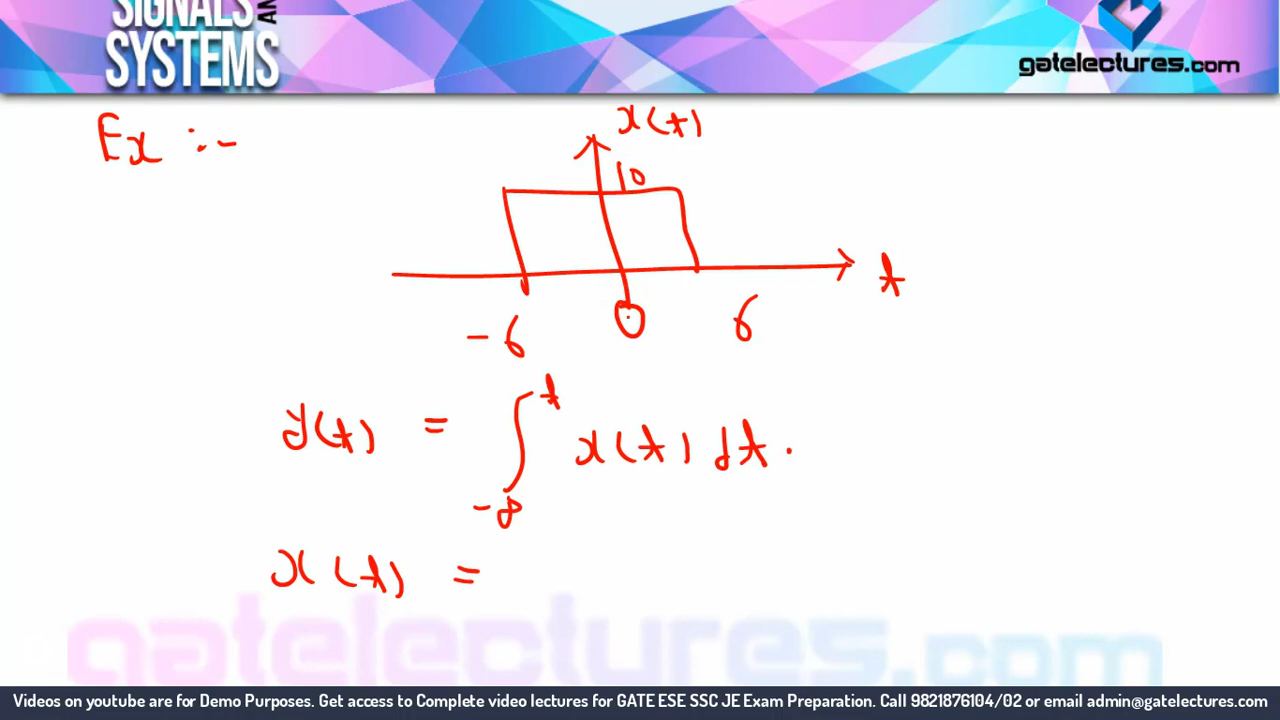 SIGNALS AND
SYSTEMS
gatelectures.com
Ex :-
x(t)
10
t
-6 0 6
y(t) = ∫_{-∞}^{t} x(t) dt.
x(t) =
gatelectures.com
Videos on youtube are for Demo Purposes. Get access to Complete video lectures for GATE ESE SSC JE Exam Preparation. Call 9821876104/02 or email admin@gatelectures.com